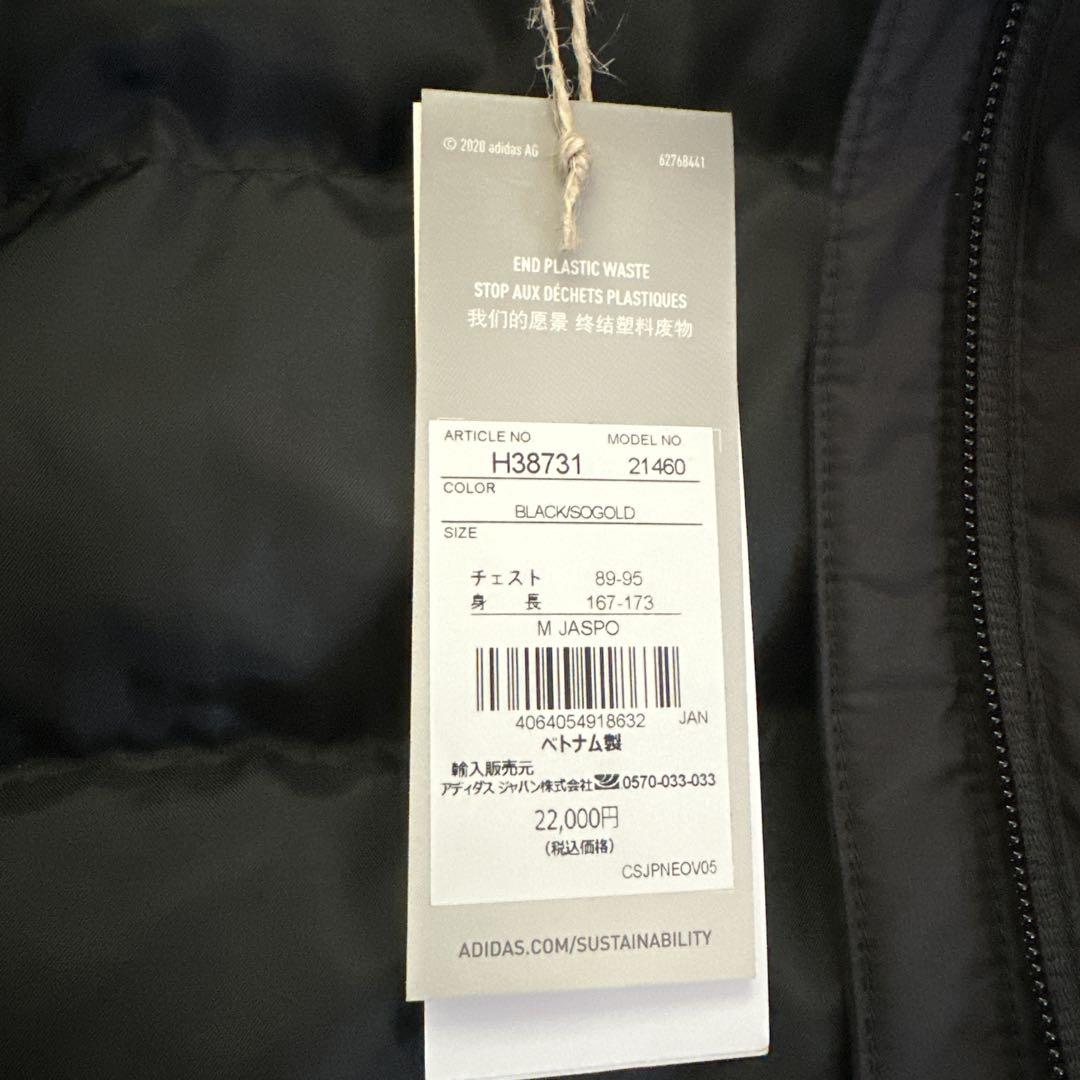 © 2020 adidas AG
62768441
END PLASTIC WASTE
STOP AUX DÉCHETS PLASTIQUES
我们的愿景 终结塑料废物
ARTICLE NO MODEL NO
H38731 21460
COLOR
BLACK/SOGOLD
SIZE
チェスト 89-95
身 長 167-173
M JASPO
4064054918632 JAN
ベトナム製
輸入販売元
アディダス ジャパン株式会社 0570-033-033
22,000円
(税込価格)
CSJPNEOV05
ADIDAS.COM/SUSTAINABILITY